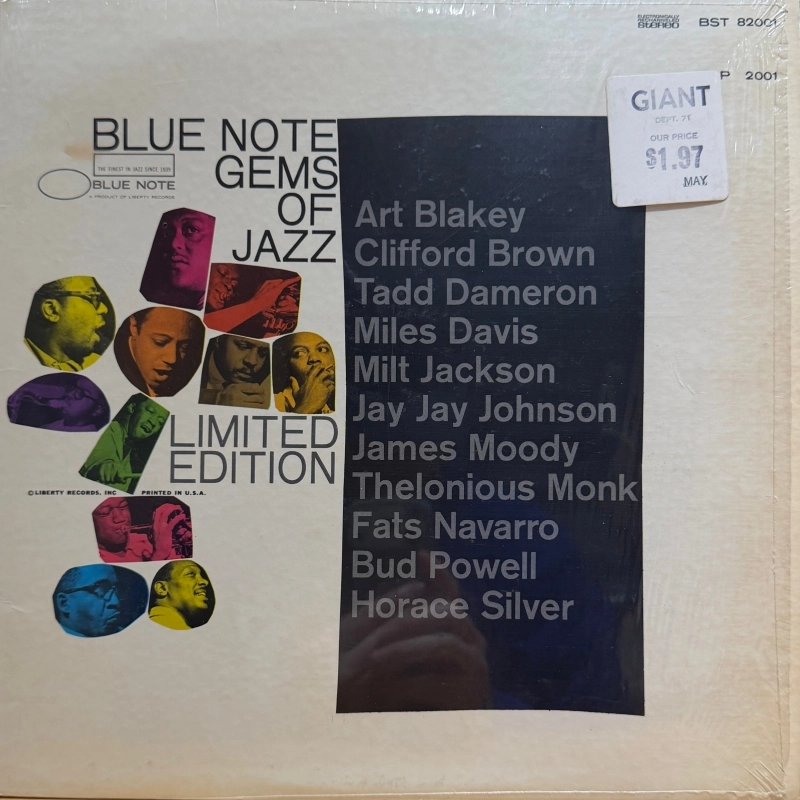 ELECTRONICALLY
RECHANNELED
stereo
BST 82001
P 2001
GIANT
DEPT. 71
OUR PRICE
$1.97
MAY
BLUE NOTE
GEMS
OF
JAZZ
THE FINEST IN JAZZ SINCE 1939
BLUE NOTE
A PRODUCT OF LIBERTY RECORDS
Art Blakey
Clifford Brown
Tadd Dameron
Miles Davis
Milt Jackson
Jay Jay Johnson
James Moody
Thelonious Monk
Fats Navarro
Bud Powell
Horace Silver
LIMITED
EDITION
©LIBERTY RECORDS, INC. PRINTED IN U.S.A.